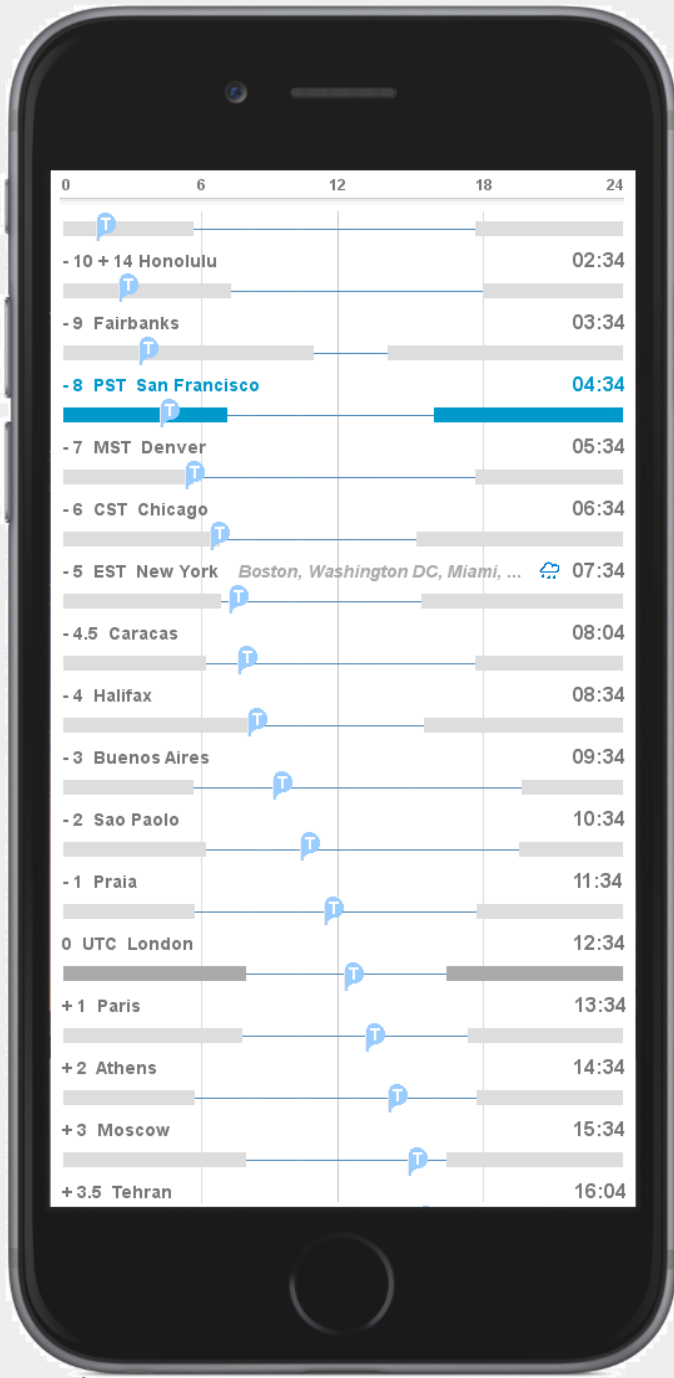 0 6 12 18 24
T
- 10 + 14 Honolulu 02:34
T
- 9 Fairbanks 03:34
T
- 8 PST San Francisco 04:34
T
- 7 MST Denver 05:34
T
- 6 CST Chicago 06:34
T
- 5 EST New York Boston, Washington DC, Miami, ... 07:34
T
- 4.5 Caracas 08:04
T
- 4 Halifax 08:34
T
- 3 Buenos Aires 09:34
T
- 2 Sao Paolo 10:34
T
- 1 Praia 11:34
T
0 UTC London 12:34
T
+ 1 Paris 13:34
T
+ 2 Athens 14:34
T
+ 3 Moscow 15:34
T
+ 3.5 Tehran 16:04